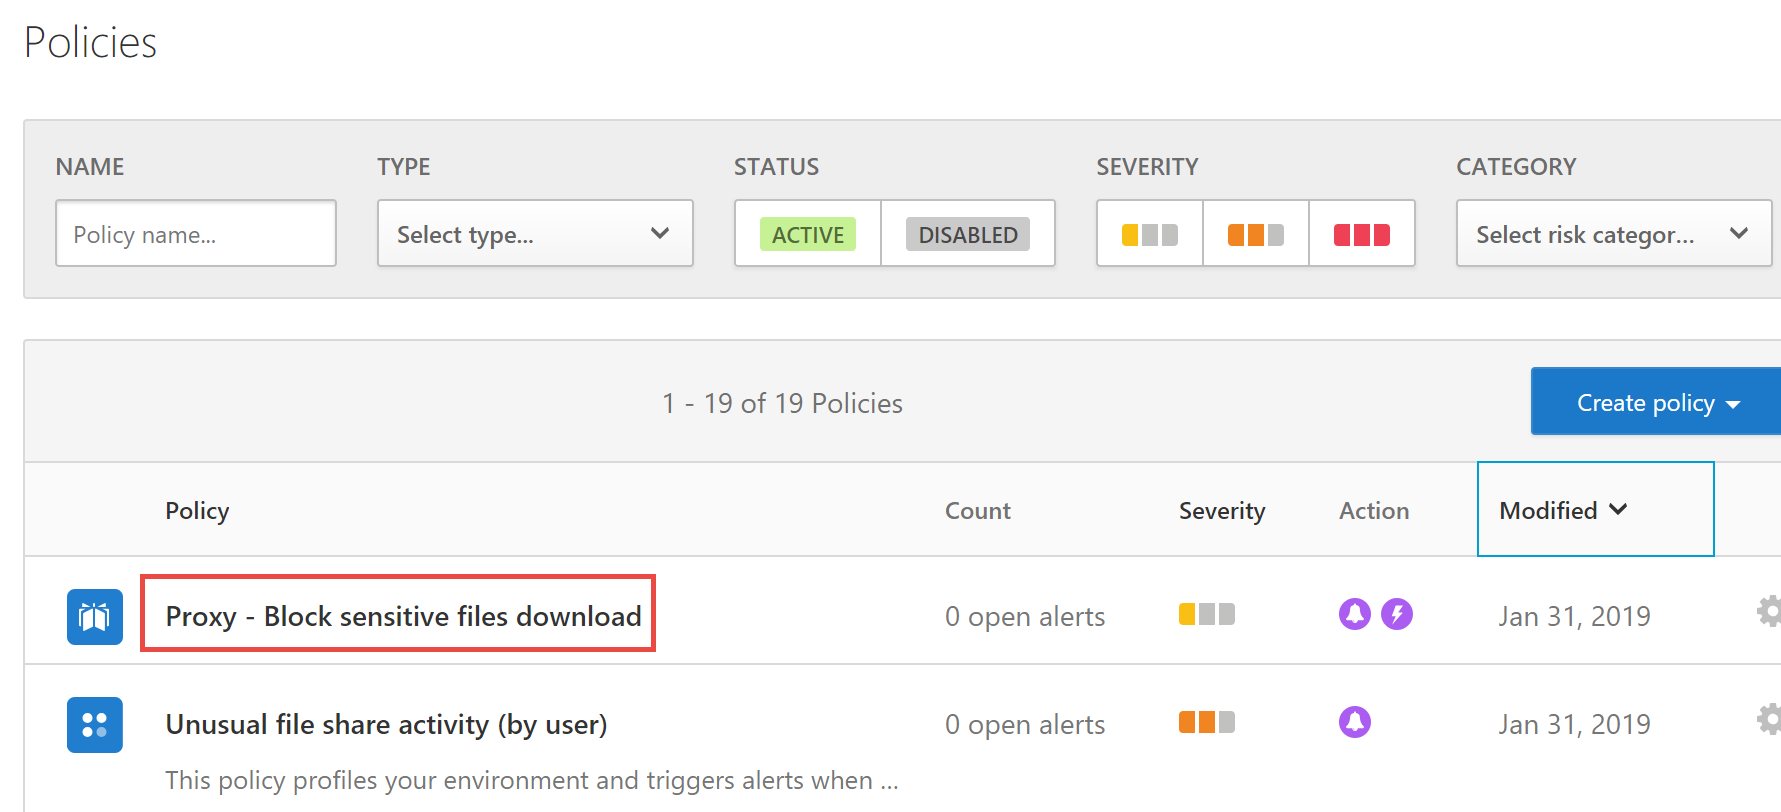 Policies
NAME TYPE STATUS SEVERITY CATEGORY
Policy name... Select type... ACTIVE DISABLED Select risk categor...
1 - 19 of 19 Policies
Create policy
Policy Count Severity Action Modified
Proxy - Block sensitive files download 0 open alerts Jan 31, 2019
Unusual file share activity (by user) 0 open alerts Jan 31, 2019
This policy profiles your environment and triggers alerts when ...